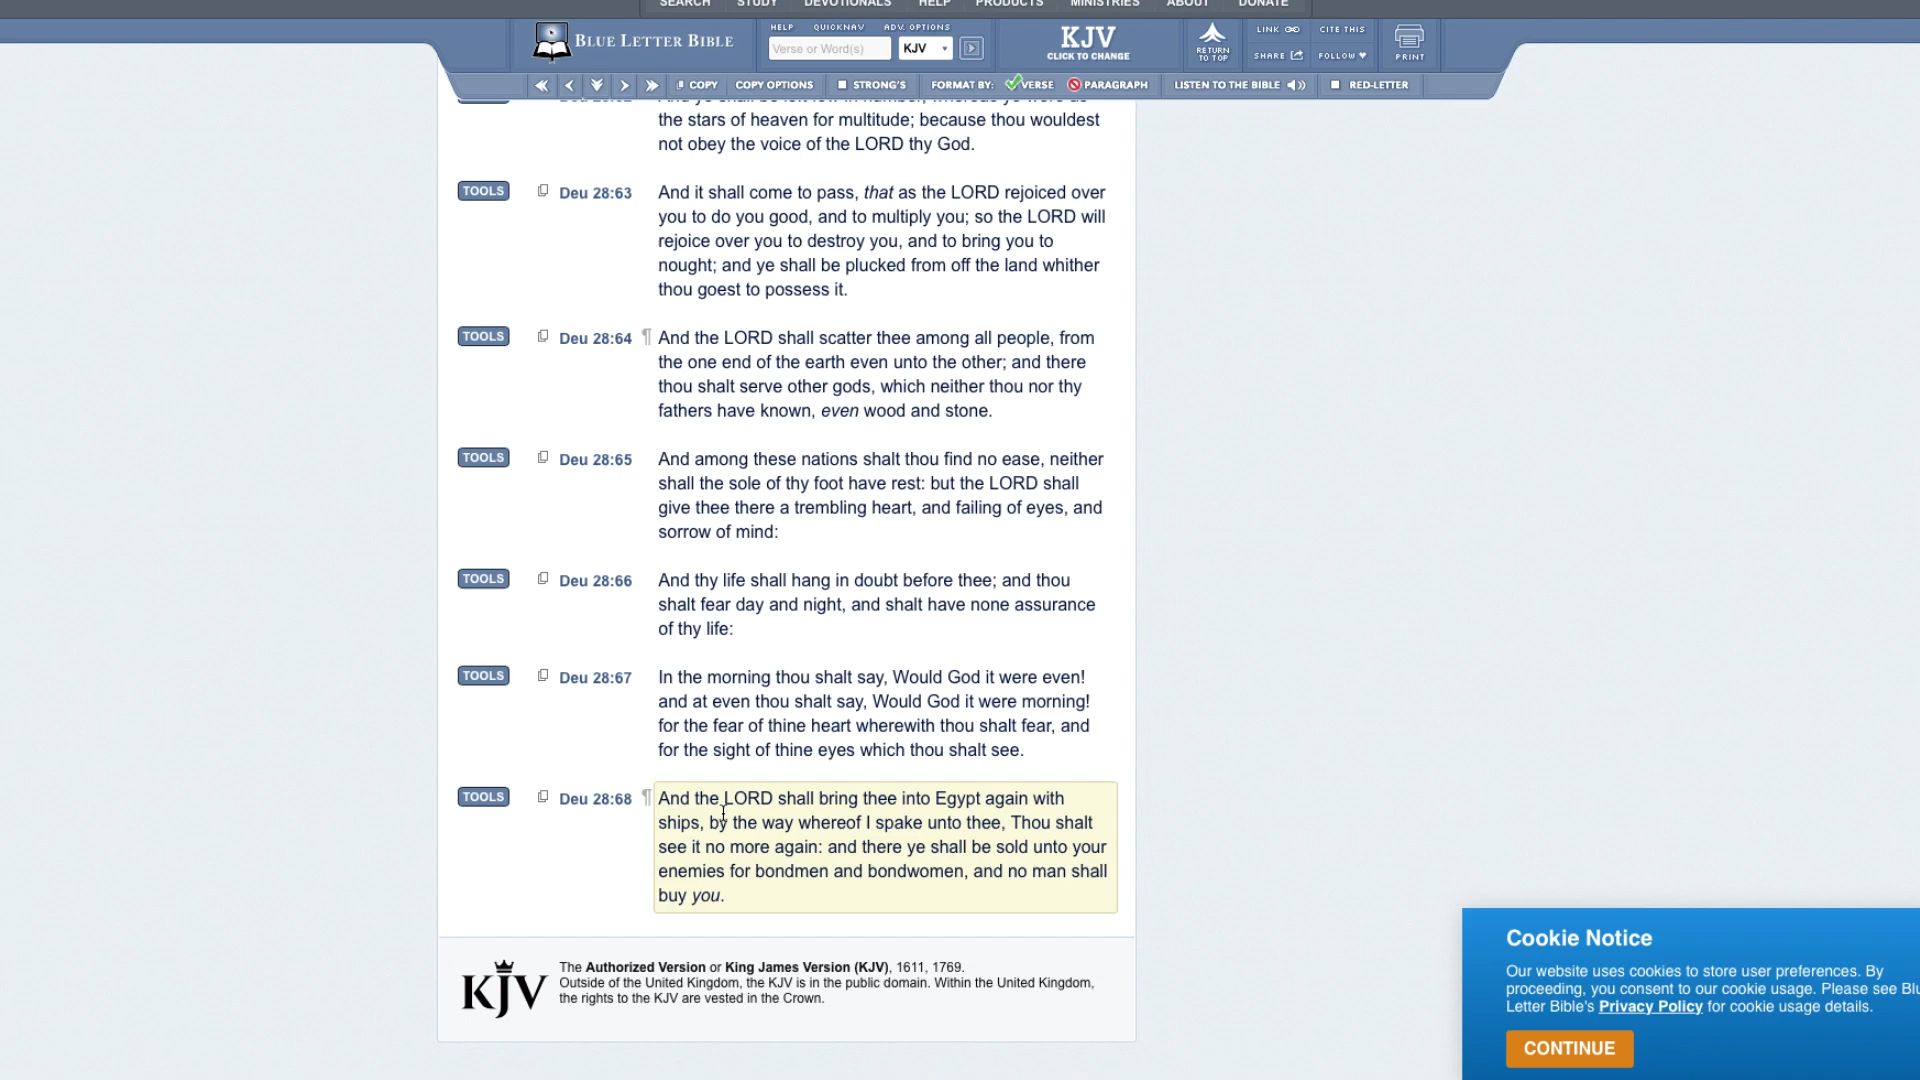 SEARCH STUDY DEVOTIONALS HELP PRODUCTS MINISTRIES ABOUT DONATE
BLUE LETTER BIBLE
HELP QUICKNAV ADV. OPTIONS
Verse or Word(s) KJV
KJV
CLICK TO CHANGE
RETURN
TO TOP
LINK CITE THIS
SHARE FOLLOW
PRINT
COPY COPY OPTIONS STRONG'S FORMAT BY: VERSE PARAGRAPH LISTEN TO THE BIBLE RED-LETTER
And ye shall be left few in number, whereas ye were as
the stars of heaven for multitude; because thou wouldest
not obey the voice of the LORD thy God.
TOOLS Deu 28:63 And it shall come to pass, that as the LORD rejoiced over
you to do you good, and to multiply you; so the LORD will
rejoice over you to destroy you, and to bring you to
nought; and ye shall be plucked from off the land whither
thou goest to possess it.
TOOLS Deu 28:64 ¶ And the LORD shall scatter thee among all people, from
the one end of the earth even unto the other; and there
thou shalt serve other gods, which neither thou nor thy
fathers have known, even wood and stone.
TOOLS Deu 28:65 And among these nations shalt thou find no ease, neither
shall the sole of thy foot have rest: but the LORD shall
give thee there a trembling heart, and failing of eyes, and
sorrow of mind:
TOOLS Deu 28:66 And thy life shall hang in doubt before thee; and thou
shalt fear day and night, and shalt have none assurance
of thy life:
TOOLS Deu 28:67 In the morning thou shalt say, Would God it were even!
and at even thou shalt say, Would God it were morning!
for the fear of thine heart wherewith thou shalt fear, and
for the sight of thine eyes which thou shalt see.
TOOLS Deu 28:68 ¶ And the LORD shall bring thee into Egypt again with
ships, by the way whereof I spake unto thee, Thou shalt
see it no more again: and there ye shall be sold unto your
enemies for bondmen and bondwomen, and no man shall
buy you.
KJV
The Authorized Version or King James Version (KJV), 1611, 1769.
Outside of the United Kingdom, the KJV is in the public domain. Within the United Kingdom,
the rights to the KJV are vested in the Crown.
Cookie Notice
Our website uses cookies to store user preferences. By
proceeding, you consent to our cookie usage. Please see Blu
Letter Bible's Privacy Policy for cookie usage details.
CONTINUE